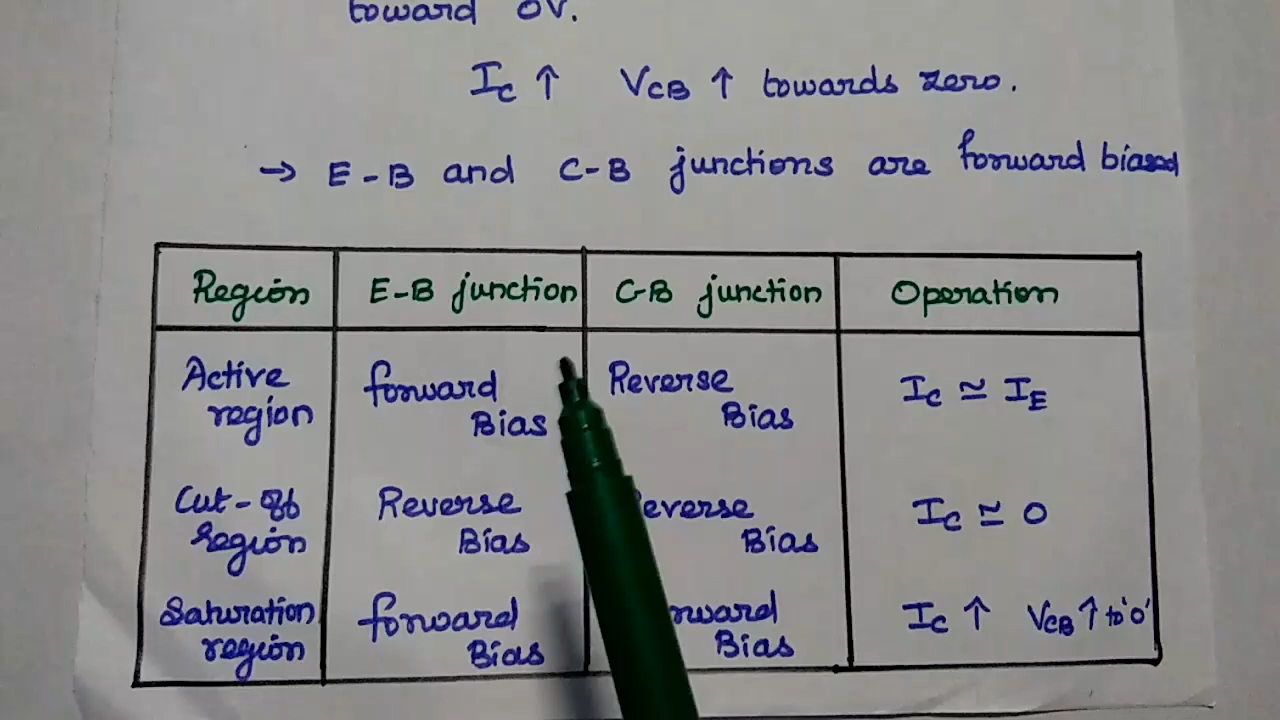 toward 0V.
Ic ↑ VCB ↑ towards zero.
→ E-B and C-B junctions are forward biased
Region E-B junction C-B junction Operation
Active region
forward Bias
Reverse Bias
Ic ≃ IE
Cut-off Region
Reverse Bias
everse Bias
Ic ≃ 0
Saturation region
forward Bias
rward Bias
Ic ↑ VCB ↑ to '0'